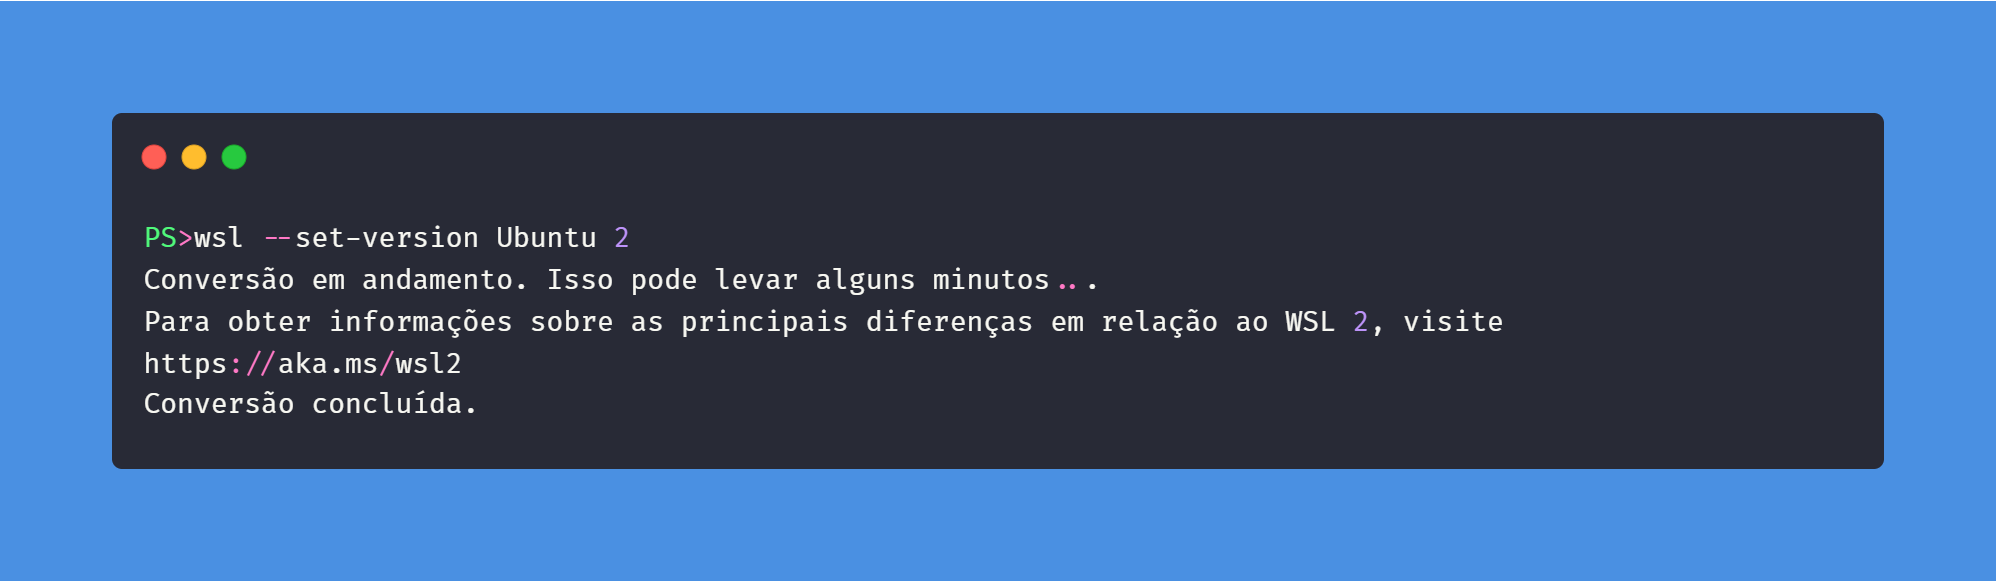 PS>wsl --set-version Ubuntu 2
Conversão em andamento. Isso pode levar alguns minutos...
Para obter informações sobre as principais diferenças em relação ao WSL 2, visite
https://aka.ms/wsl2
Conversão concluída.